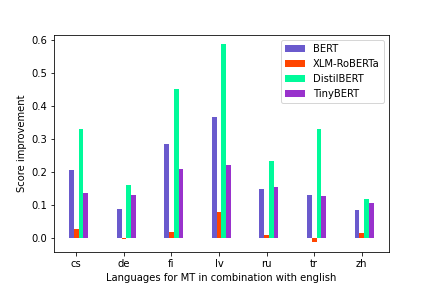 0.6
0.5
0.4
0.3
0.2
0.1
0.0
Score improvement
BERT
XLM-RoBERTa
DistilBERT
TinyBERT
cs de fi lv ru tr zh
Languages for MT in combination with english